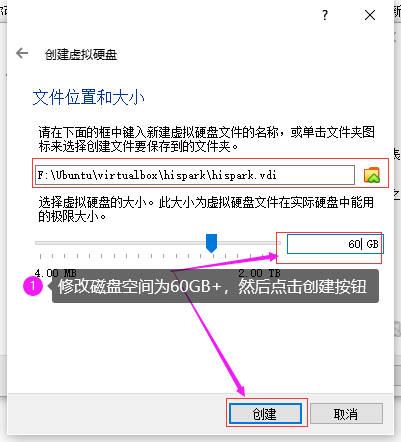 ?
创建虚拟硬盘
文件位置和大小
请在下面的框中键入新建虚拟硬盘文件的名称，或单击文件夹图
标来选择创建文件要保存到的文件夹。
F:\Ubuntu\virtualbox\hispark\hispark.vdi
选择虚拟硬盘的大小。此大小为虚拟硬盘文件在实际硬盘中能用
的极限大小。
60 GB
4.00 MB
2.00 TB
1 修改磁盘空间为60GB+，然后点击创建按钮
创建
取消